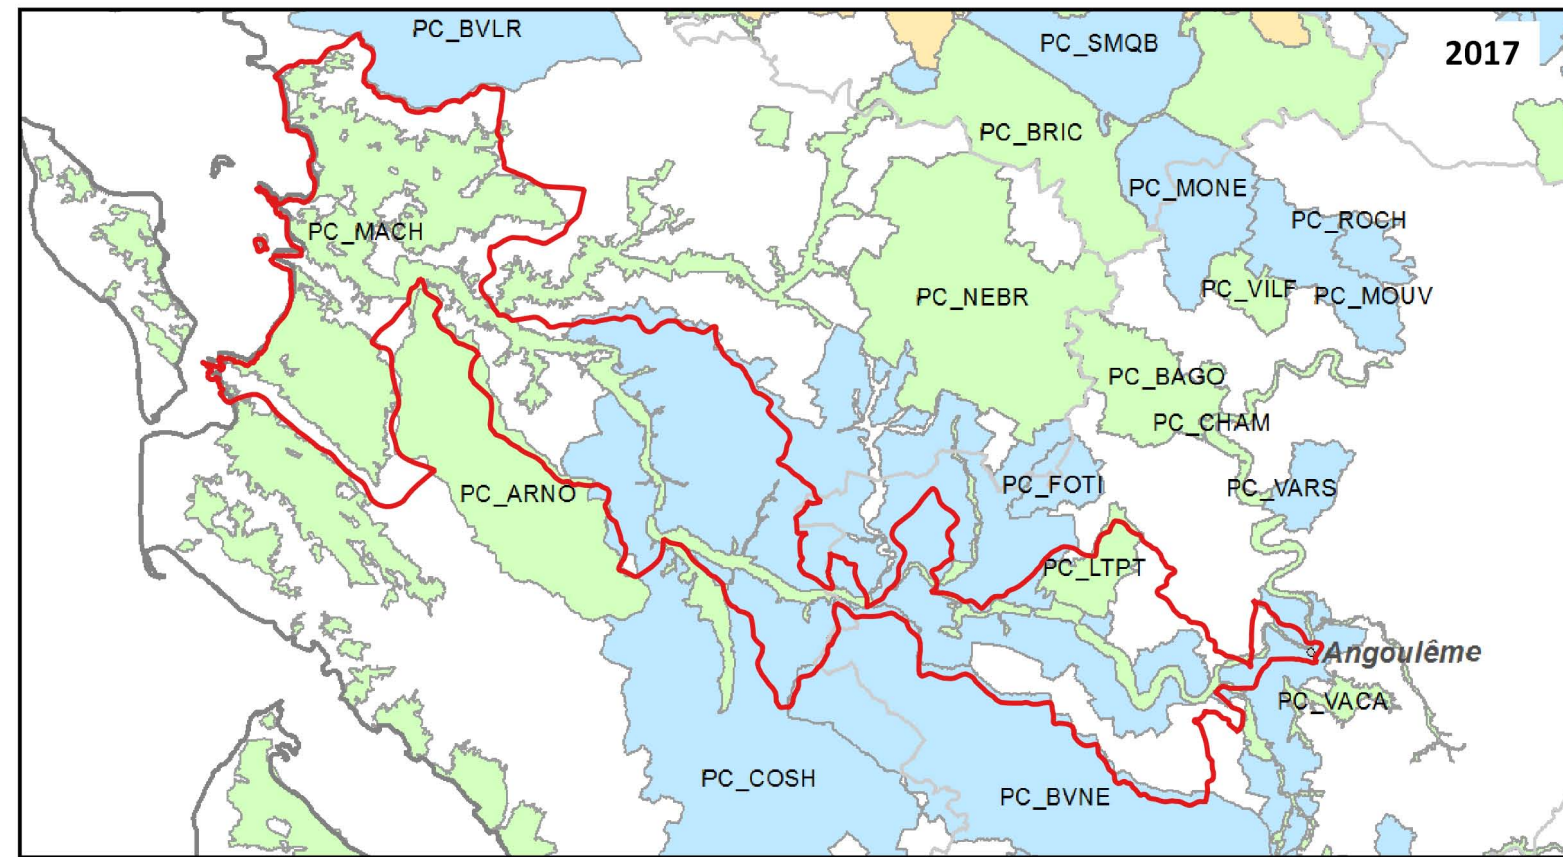 PC_BVLR
PC_SMQB
2017
PC_BRIC
PC_MONE
PC_ROCH
PC_MACH
PC_NEBR
PC_VILF
PC_MOUV
PC_BAGO
PC_CHAM
PC_ARNO
PC_FOTI
PC_VARS
PC_LTPT
Angoulême
PC_VACA
PC_COSH
PC_BVNE